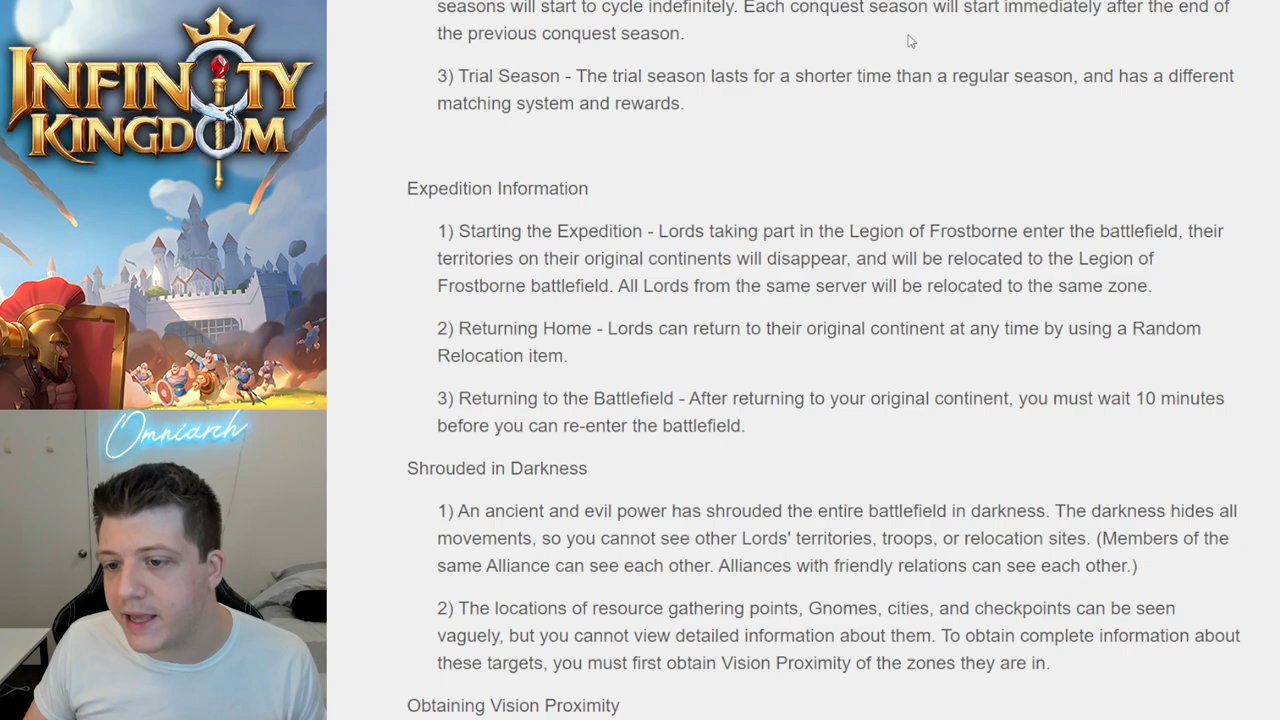 INFINITY
KINGDOM
Omniarch
seasons will start to cycle indefinitely. Each conquest season will start immediately after the end of
the previous conquest season.
3) Trial Season - The trial season lasts for a shorter time than a regular season, and has a different
matching system and rewards.
Expedition Information
1) Starting the Expedition - Lords taking part in the Legion of Frostborne enter the battlefield, their
territories on their original continents will disappear, and will be relocated to the Legion of
Frostborne battlefield. All Lords from the same server will be relocated to the same zone.
2) Returning Home - Lords can return to their original continent at any time by using a Random
Relocation item.
3) Returning to the Battlefield - After returning to your original continent, you must wait 10 minutes
before you can re-enter the battlefield.
Shrouded in Darkness
1) An ancient and evil power has shrouded the entire battlefield in darkness. The darkness hides all
movements, so you cannot see other Lords' territories, troops, or relocation sites. (Members of the
same Alliance can see each other. Alliances with friendly relations can see each other.)
2) The locations of resource gathering points, Gnomes, cities, and checkpoints can be seen
vaguely, but you cannot view detailed information about them. To obtain complete information about
these targets, you must first obtain Vision Proximity of the zones they are in.
Obtaining Vision Proximity